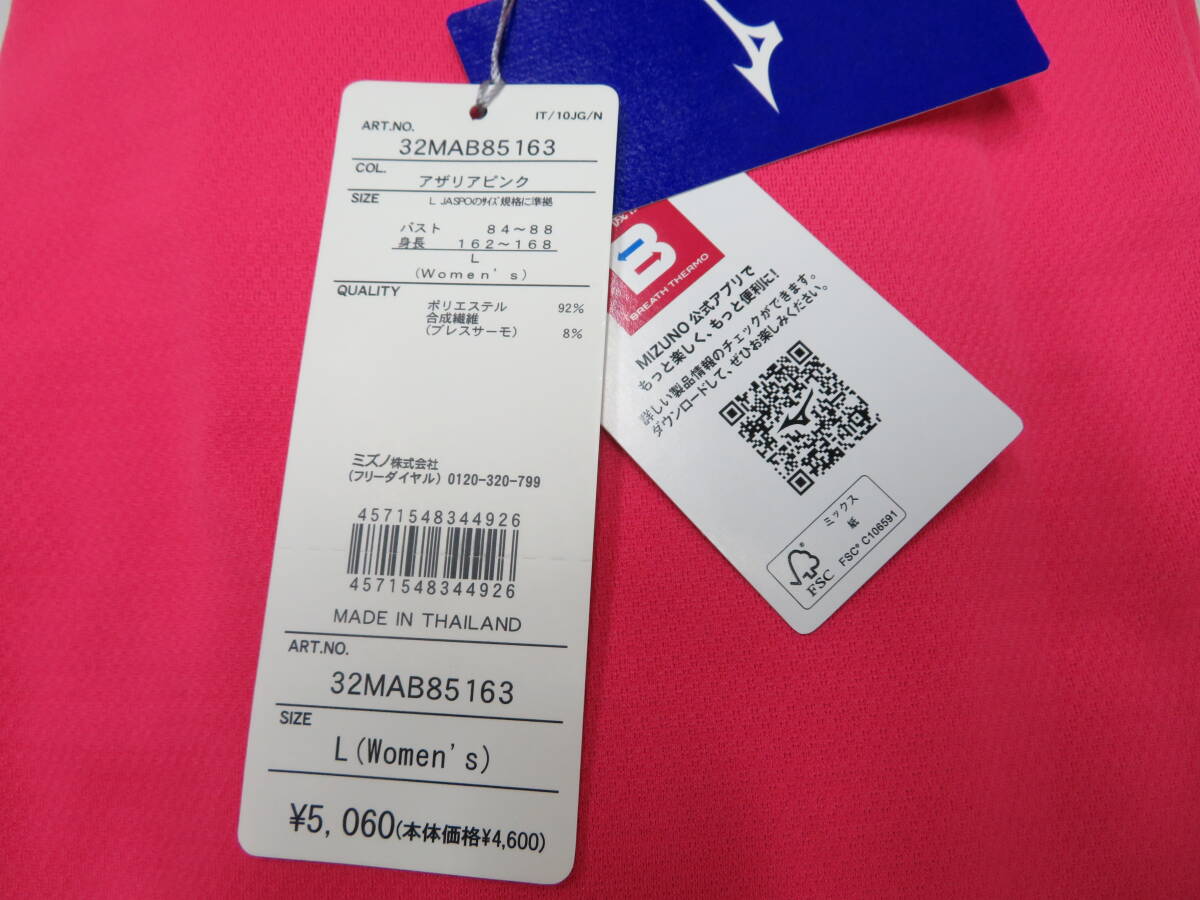 IT/10JG/N
ART.NO.
32MAB85163
COL.
アザリアピンク
SIZE
L JASPOのサイズ規格に準拠
バスト 84～88
身長 162～168
L
(Women's)
QUALITY
ポリエステル 92%
合成繊維
(ブレスサーモ) 8%
ミズノ株式会社
(フリーダイヤル) 0120-320-799
4571548344926
4571548344926
MADE IN THAILAND
ART.NO.
32MAB85163
SIZE
L(Women's)
¥5,060(本体価格¥4,600)
B
BREATH THERMO
MIZUNO 公式アプリで
もっと楽しく、もっと便利に!
詳しい製品情報のチェックができます。
ダウンロードして、ぜひお楽しみください。
ミックス
紙
FSC® C106591
FSC